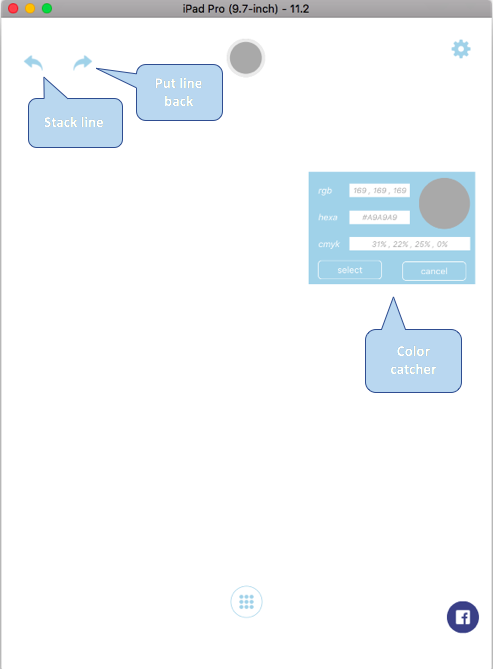 iPad Pro (9.7-inch) - 11.2
Put line
back
Stack line
rgb 169 , 169 , 169
hexa #A9A9A9
cmyk 31% , 22% , 25% , 0%
select cancel
Color
catcher